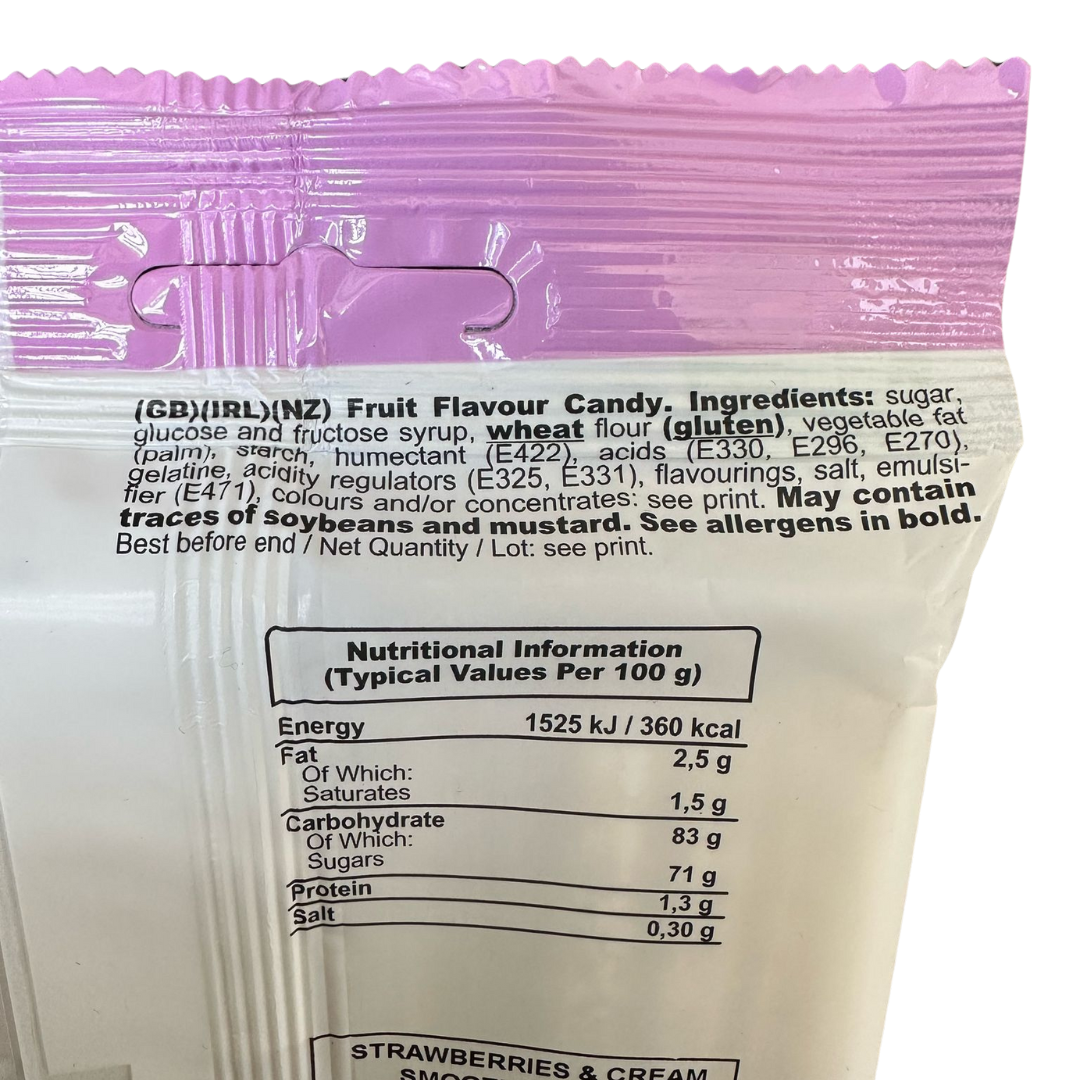 (GB)(IRL)(NZ) Fruit Flavour Candy. Ingredients: sugar,
glucose and fructose syrup, wheat flour (gluten), vegetable fat
(palm), starch, humectant (E422), acids (E330, E296, E270),
gelatine, acidity regulators (E325, E331), flavourings, salt, emulsi-
fier (E471), colours and/or concentrates: see print. May contain
traces of soybeans and mustard. See allergens in bold.
Best before end / Net Quantity / Lot: see print.
Nutritional Information
(Typical Values Per 100 g)
Energy 1525 kJ / 360 kcal
Fat 2,5 g
Of Which:
Saturates 1,5 g
Carbohydrate 83 g
Of Which:
Sugars 71 g
Protein 1,3 g
Salt 0,30 g
STRAWBERRIES & CREAM